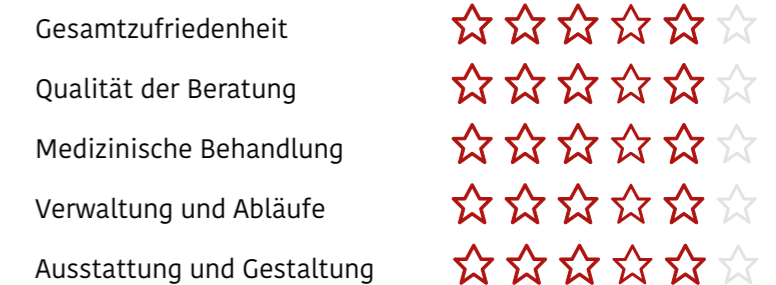 Gesamtzufriedenheit
Qualität der Beratung
Medizinische Behandlung
Verwaltung und Abläufe
Ausstattung und Gestaltung